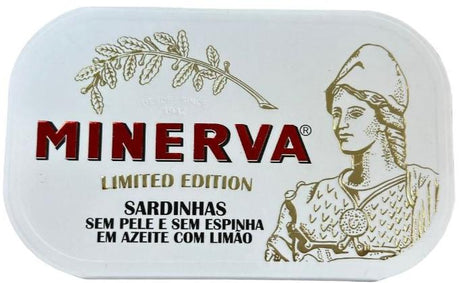 MINERVA®
LIMITED EDITION
SARDINHAS
SEM PELE E SEM ESPINHA
EM AZEITE COM LIMÃO